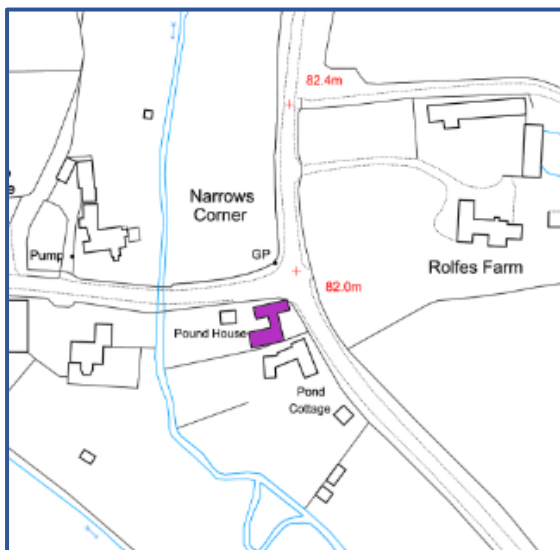 82.4m
Narrows
Corner
Pump
GP
Rolfes Farm
82.0m
Pound House
Pond
Cottage